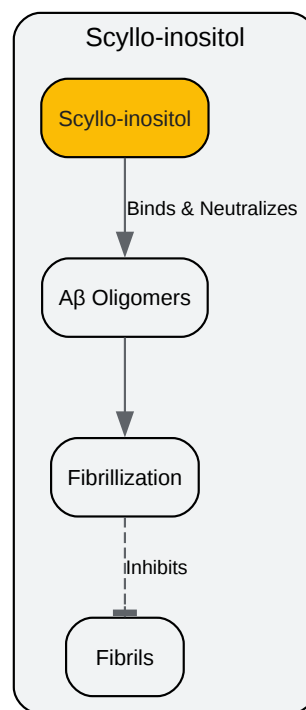 Scyllo-inositol
Scyllo-inositol
Binds & Neutralizes
Aβ Oligomers
Fibrillization
Inhibits
Fibrils